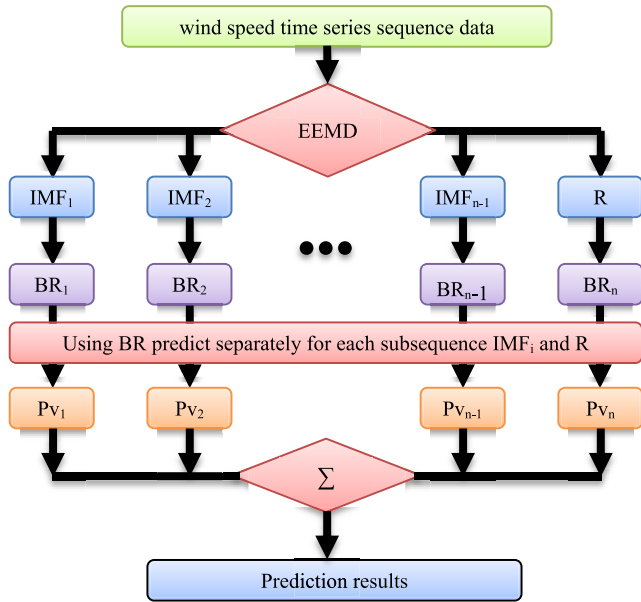 wind speed time series sequence data
EEMD
IMF₁ IMF₂ IMFₙ₋₁ R
BR₁ BR₂ BRₙ-1 BRₙ
Using BR predict separately for each subsequence IMFᵢ and R
Pv₁ Pv₂ Pvₙ₋₁ Pvₙ
∑
Prediction results